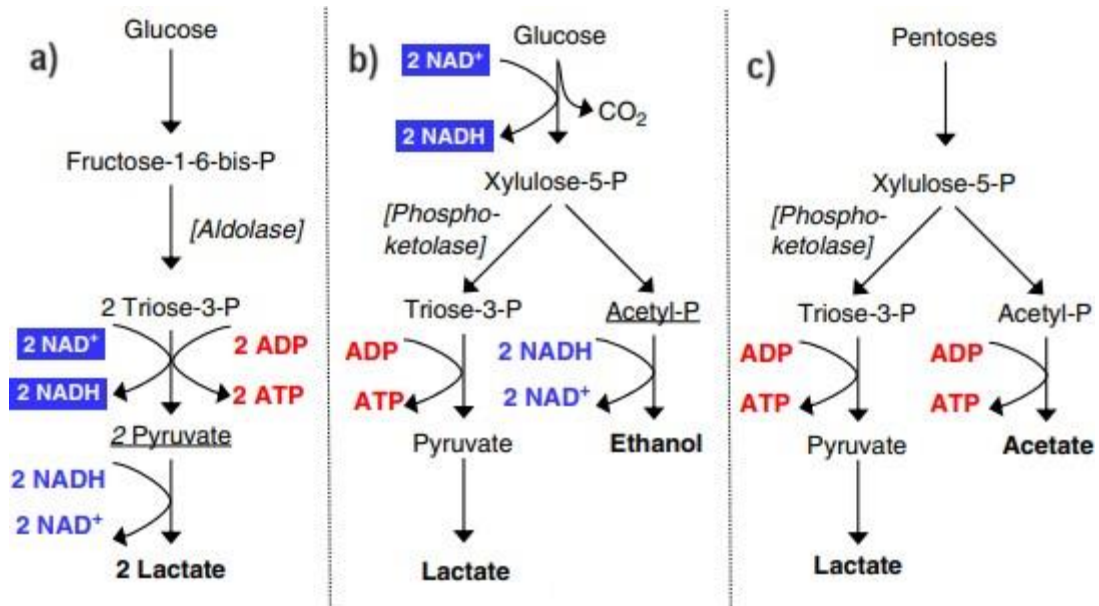 a)
Glucose
Fructose-1-6-bis-P
[Aldolase]
2 Triose-3-P
2 NAD⁺
2 ADP
2 NADH
2 ATP
2 Pyruvate
2 NADH
2 NAD⁺
2 Lactate
b)
Glucose
2 NAD⁺
CO₂
2 NADH
Xylulose-5-P
[Phospho-
ketolase]
Triose-3-P
Acetyl-P
ADP
2 NADH
ATP
2 NAD⁺
Pyruvate
Ethanol
Lactate
c)
Pentoses
Xylulose-5-P
[Phospho-
ketolase]
Triose-3-P
Acetyl-P
ADP
ADP
ATP
ATP
Pyruvate
Acetate
Lactate